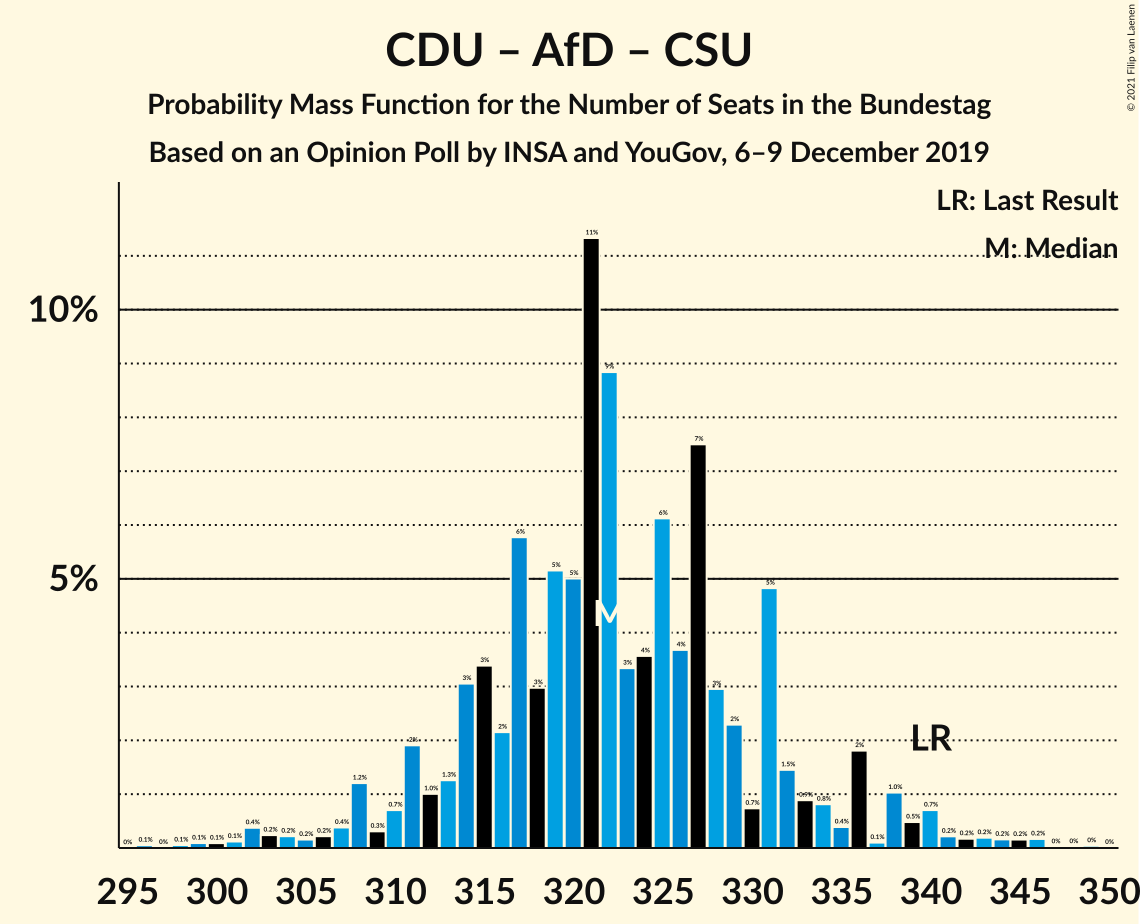 CDU – AfD – CSU
Probability Mass Function for the Number of Seats in the Bundestag
Based on an Opinion Poll by INSA and YouGov, 6–9 December 2019
© 2021 Filip van Laenen
LR: Last Result
M: Median
10%
5%
0% 0.1% 0% 0.1% 0.1% 0.1% 0.1% 0.4% 0.2% 0.2% 0.2% 0.2% 0.4% 1.2% 0.3% 0.7% 2% 1.0% 1.3% 3% 3% 2% 6% 3% 5% 5% 11% 9% 3% 4% 6% 4% 7% 3% 2% 0.7% 5% 1.5% 0.9% 0.8% 0.4% 2% 0.1% 1.0% 0.5% 0.7% 0.2% 0.2% 0.2% 0.2% 0.2% 0.2% 0% 0% 0% 0%
M
LR
295 300 305 310 315 320 325 330 335 340 345 350